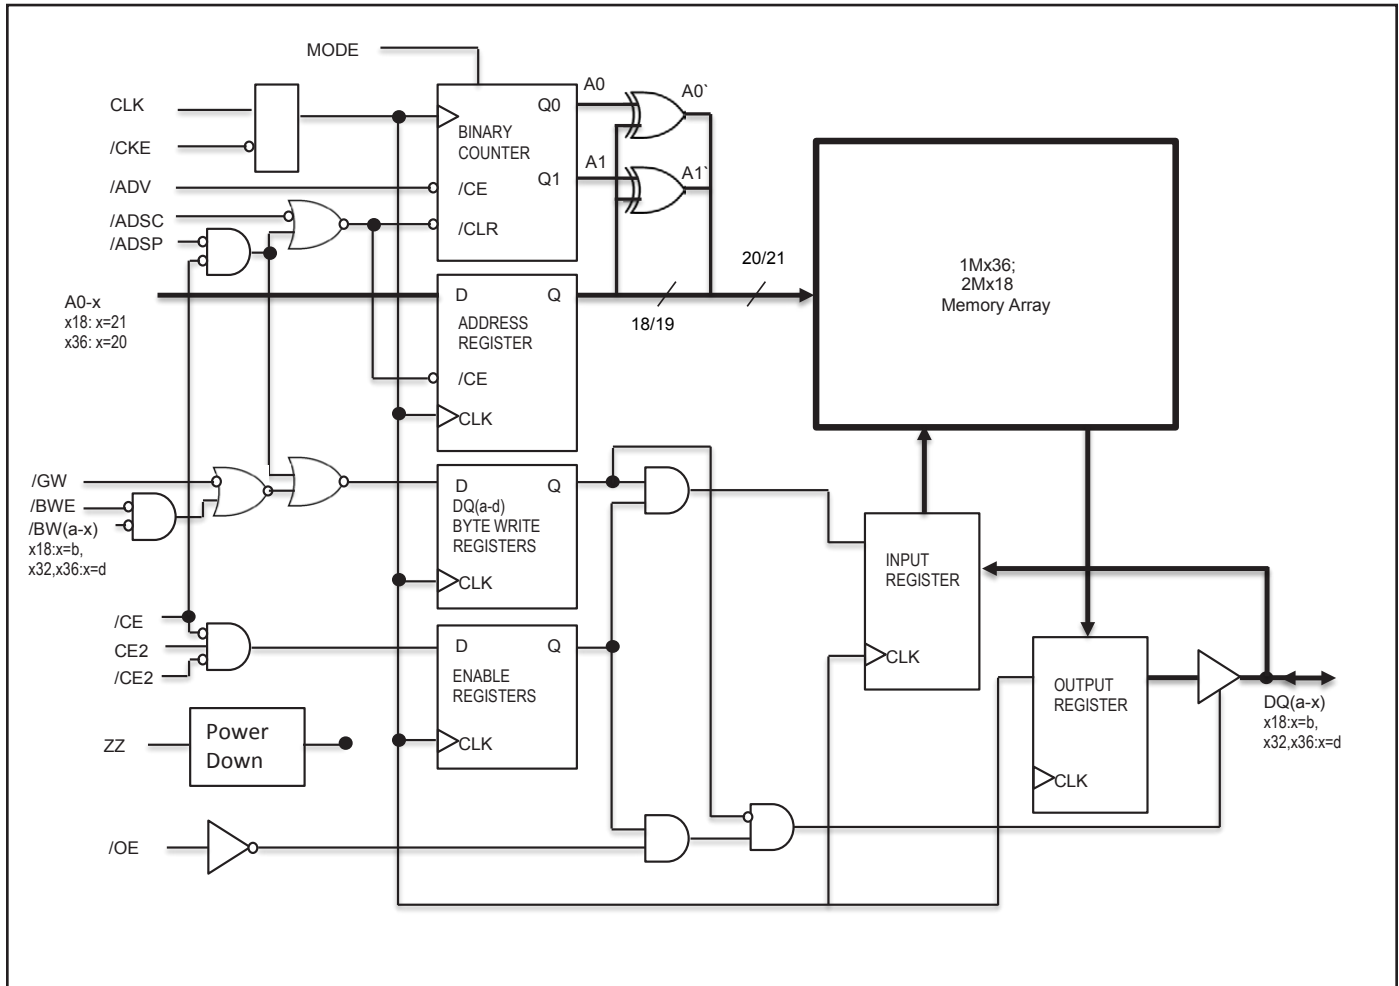 MODE
CLK
/CKE
/ADV
/ADSC
/ADSP
A0-x
x18: x=21
x36: x=20
/GW
/BWE
/BW(a-x)
x18:x=b,
x32,x36:x=d
/CE
CE2
/CE2
ZZ
Power
Down
/OE
Q0
BINARY
COUNTER
Q1
/CE
/CLR
D Q
ADDRESS
REGISTER
/CE
CLK
D Q
DQ(a-d)
BYTE WRITE
REGISTERS
CLK
D Q
ENABLE
REGISTERS
CLK
A0
A0`
A1
A1`
18/19
20/21
1Mx36;
2Mx18
Memory Array
INPUT
REGISTER
CLK
OUTPUT
REGISTER
CLK
DQ(a-x)
x18:x=b,
x32,x36:x=d